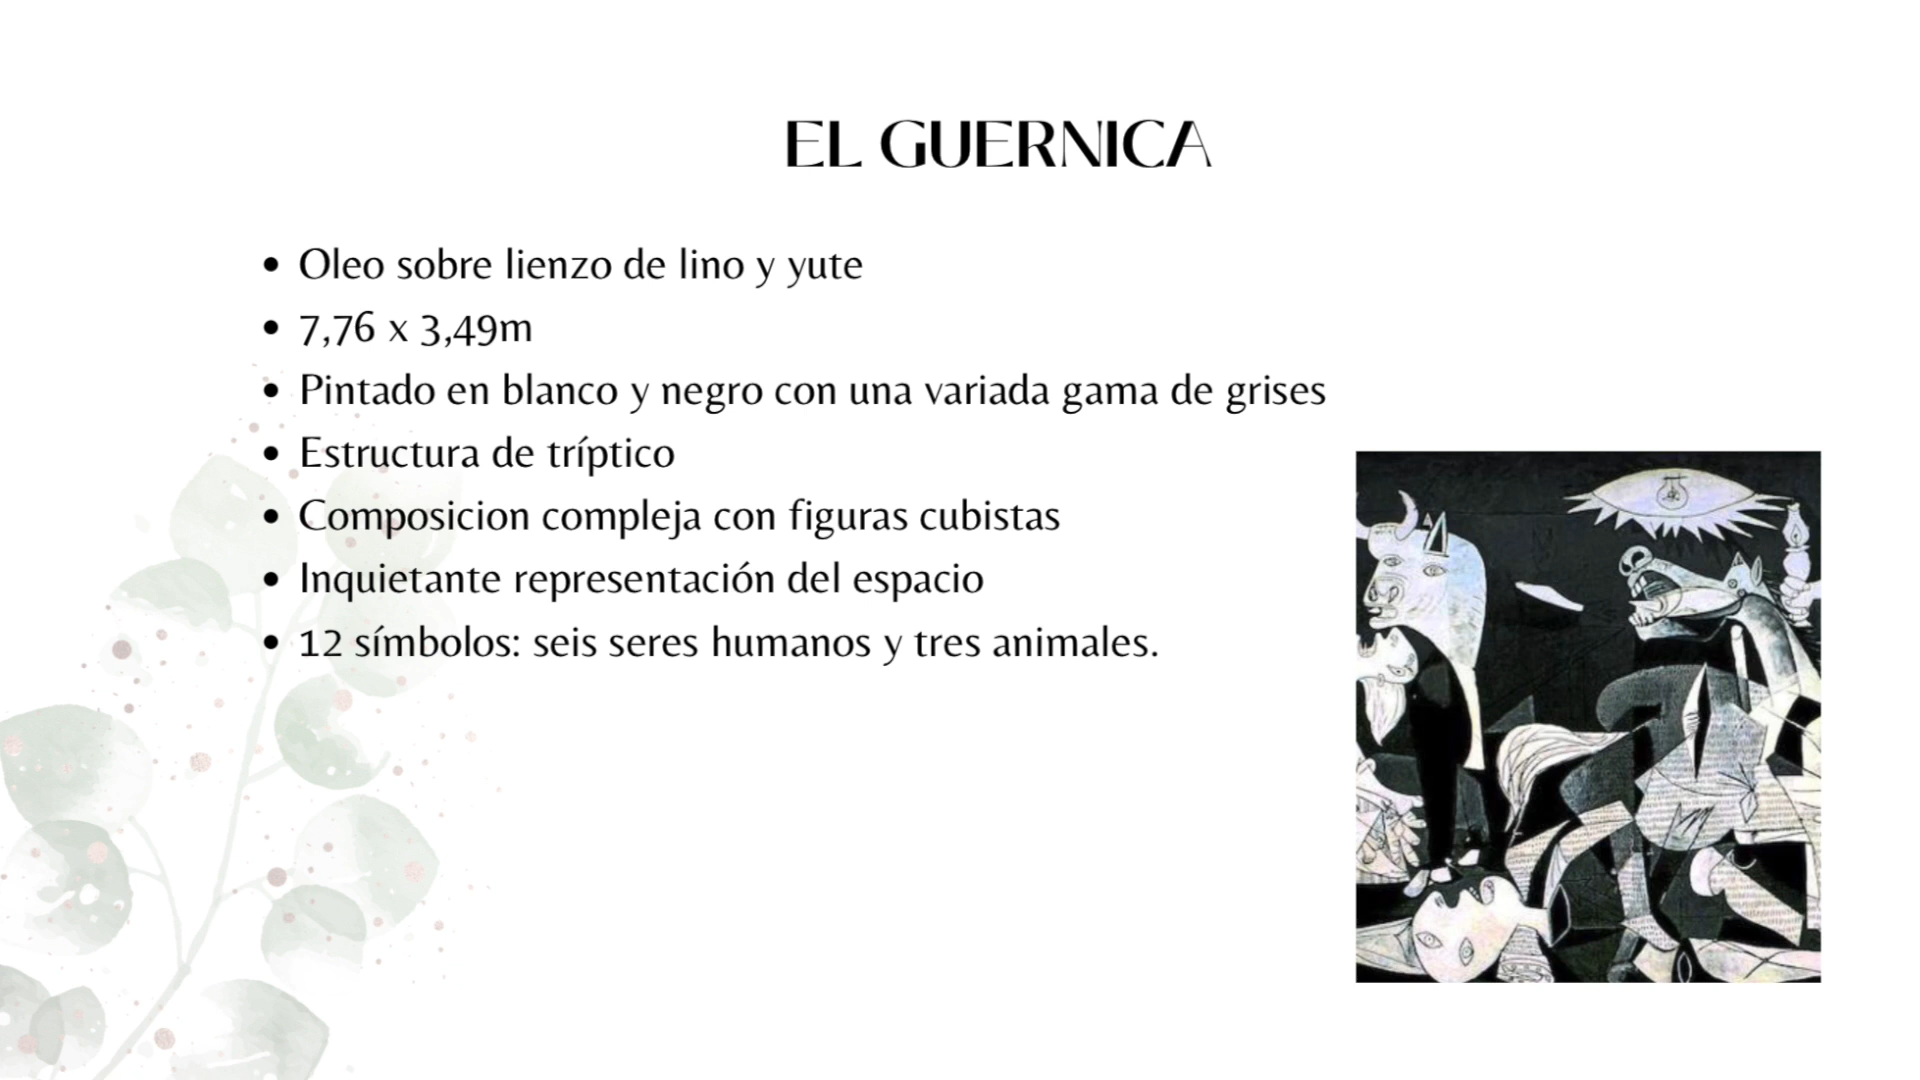 EL GUERNICA
• Oleo sobre lienzo de lino y yute
• 7,76 x 3,49m
• Pintado en blanco y negro con una variada gama de grises
• Estructura de tríptico
• Composicion compleja con figuras cubistas
• Inquietante representación del espacio
• 12 símbolos: seis seres humanos y tres animales.